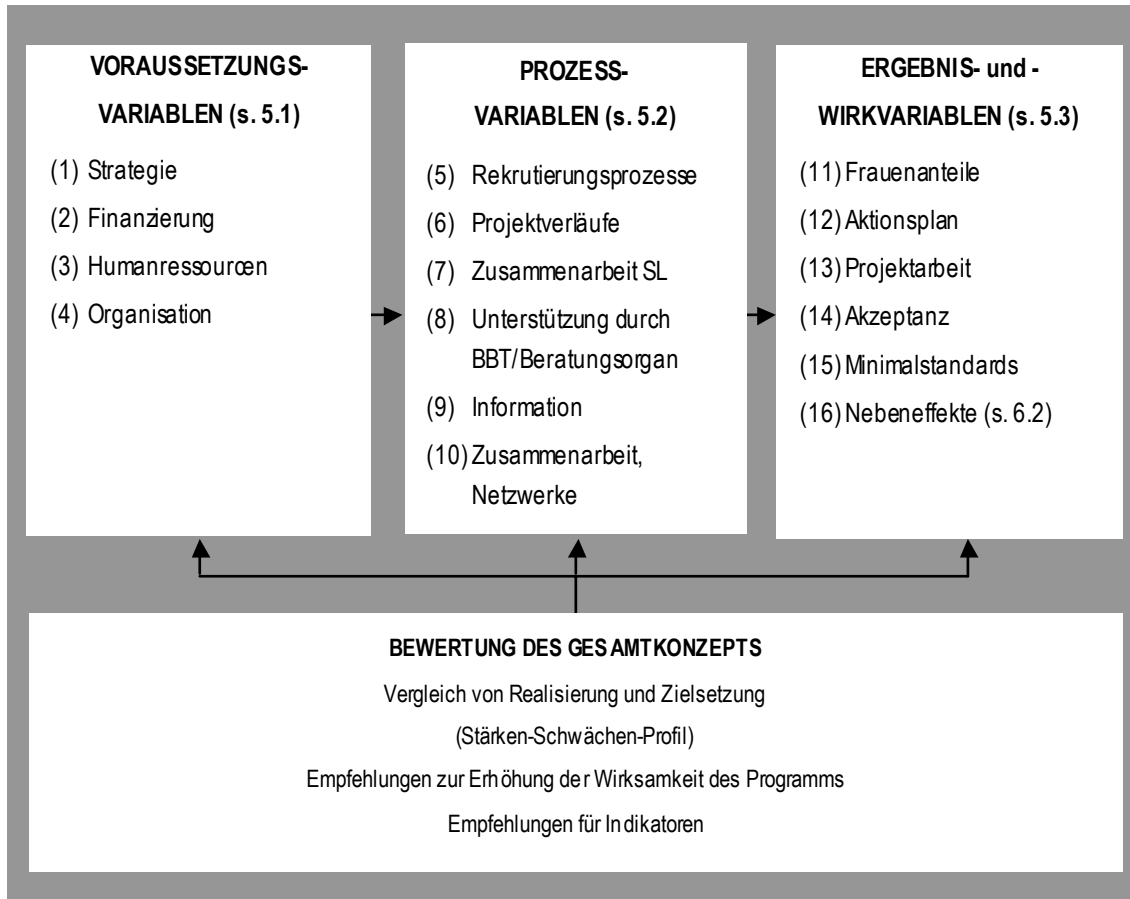 VORAUSSETZUNGS-
VARIABLEN (s. 5.1)
(1) Strategie
(2) Finanzierung
(3) Humanressourcen
(4) Organisation
PROZESS-
VARIABLEN (s. 5.2)
(5) Rekrutierungsprozesse
(6) Projektverläufe
(7) Zusammenarbeit SL
(8) Unterstützung durch
BBT/Beratungsorgan
(9) Information
(10) Zusammenarbeit,
Netzwerke
ERGEBNIS- und -
WIRKVARIABLEN (s. 5.3)
(11) Frauenanteile
(12) Aktionsplan
(13) Projektarbeit
(14) Akzeptanz
(15) Minimalstandards
(16) Nebeneffekte (s. 6.2)
BEWERTUNG DES GESAMTKONZEPTS
Vergleich von Realisierung und Zielsetzung
(Stärken-Schwächen-Profil)
Empfehlungen zur Erhöhung der Wirksamkeit des Programms
Empfehlungen für Indikatoren